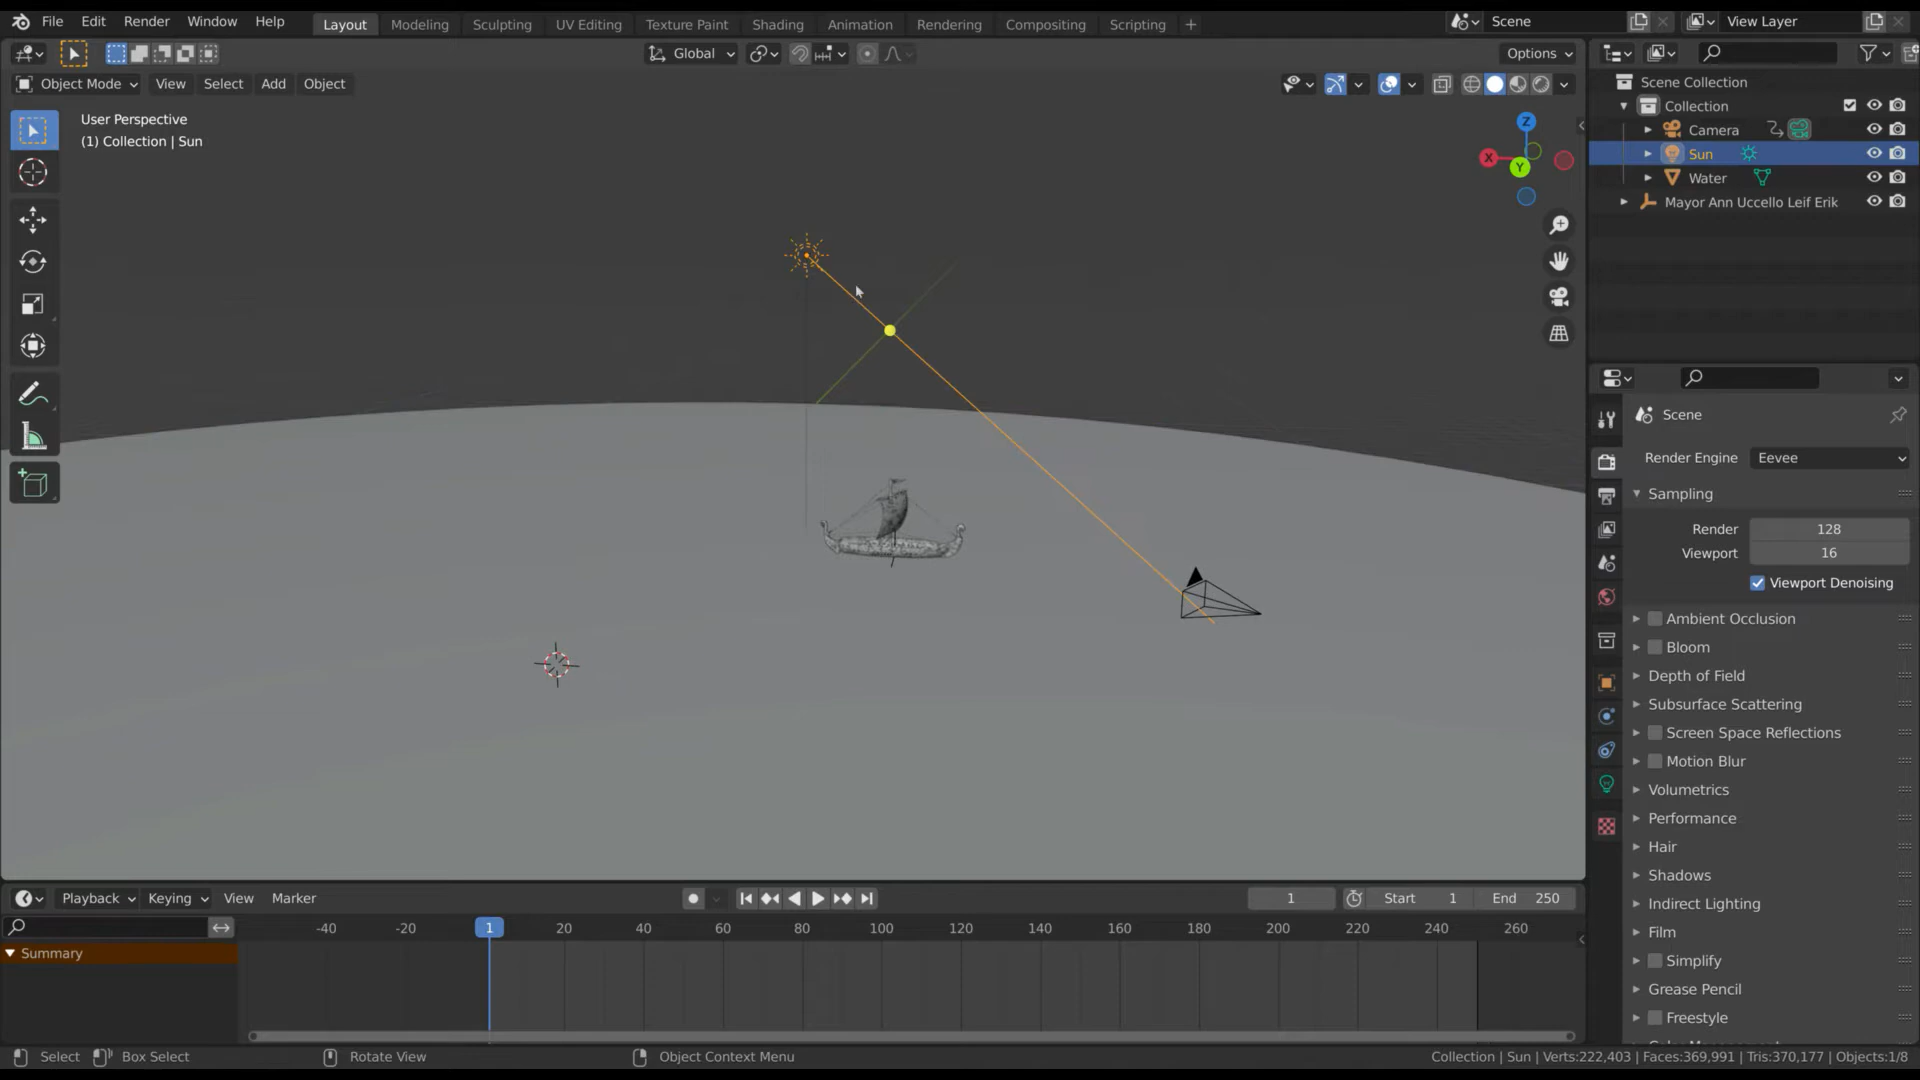 File Edit Render Window Help Layout Modeling Sculpting UV Editing Texture Paint Shading Animation Rendering Compositing Scripting + Scene View Layer
Global Options
Object Mode View Select Add Object
User Perspective
(1) Collection | Sun
Z
X
Y
Scene Collection
Collection
Camera
Sun
Water
Mayor Ann Uccello Leif Erik
Scene
Render Engine Eevee
Sampling
Render 128
Viewport 16
Viewport Denoising
Ambient Occlusion
Bloom
Depth of Field
Subsurface Scattering
Screen Space Reflections
Motion Blur
Volumetrics
Performance
Hair
Shadows
Indirect Lighting
Film
Simplify
Grease Pencil
Freestyle
Playback Keying View Marker 1 Start 1 End 250
-40 -20 1 20 40 60 80 100 120 140 160 180 200 220 240 260
Summary
Select Box Select Rotate View Object Context Menu Collection | Sun | Verts:222,403 | Faces:369,991 | Tris:370,177 | Objects:1/8